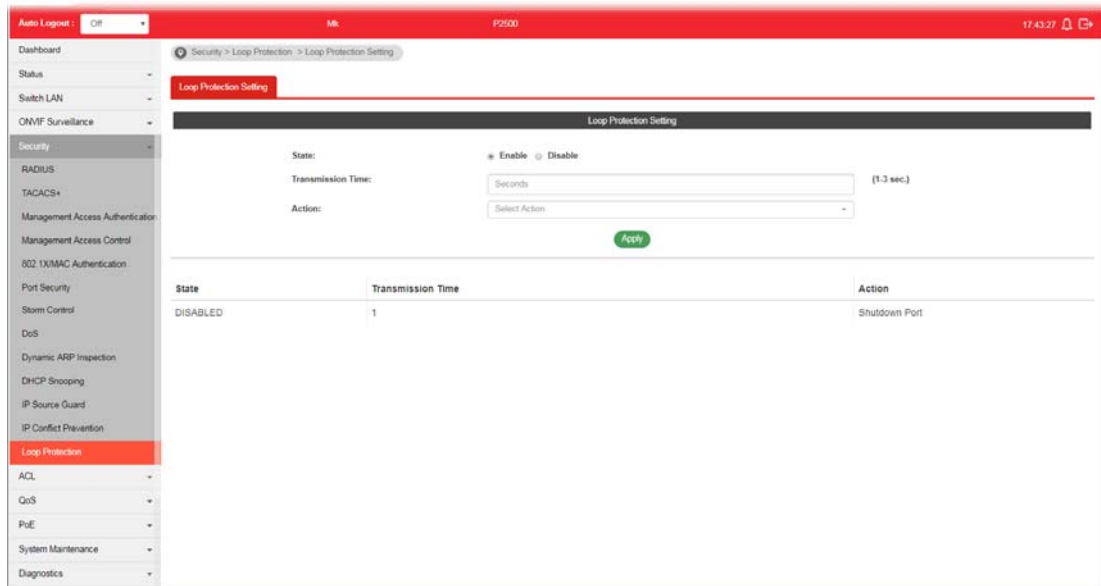 Auto Logout : Off Mk P2500 17:43:27
Dashboard
Status
Switch LAN
ONVIF Surveillance
Security
RADIUS
TACACS+
Management Access Authentication
Management Access Control
802.1X/MAC Authentication
Port Security
Storm Control
DoS
Dynamic ARP Inspection
DHCP Snooping
IP Source Guard
IP Conflict Prevention
Loop Protection
ACL
QoS
PoE
System Maintenance
Diagnostics
Security > Loop Protection > Loop Protection Setting
Loop Protection Setting
Loop Protection Setting
State: Enable Disable
Transmission Time: Seconds (1-3 sec.)
Action: Select Action
Apply
State Transmission Time Action
DISABLED 1 Shutdown Port